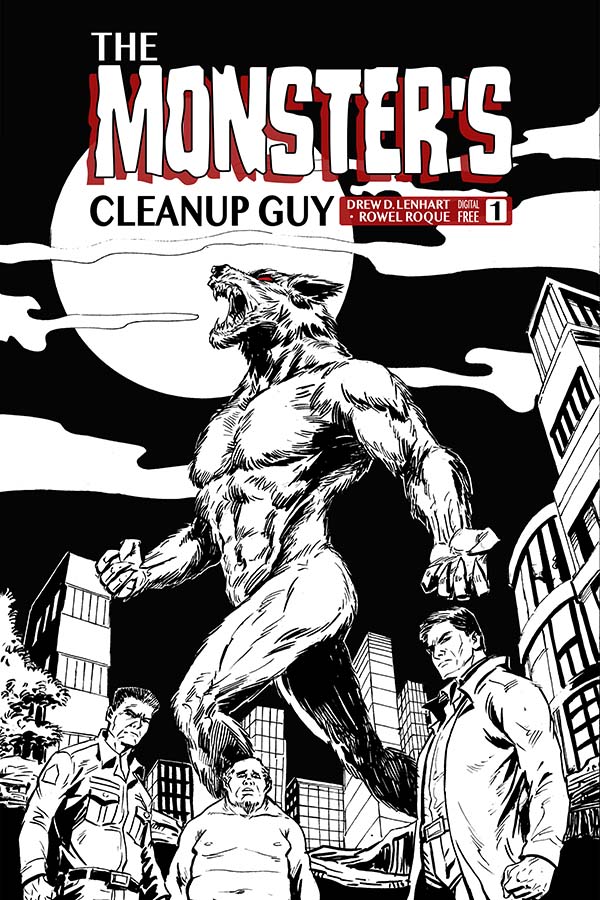 THE
MONSTER'S
CLEANUP GUY
DREW D. LENHART
• ROWEL ROQUE
DIGITAL
FREE
1